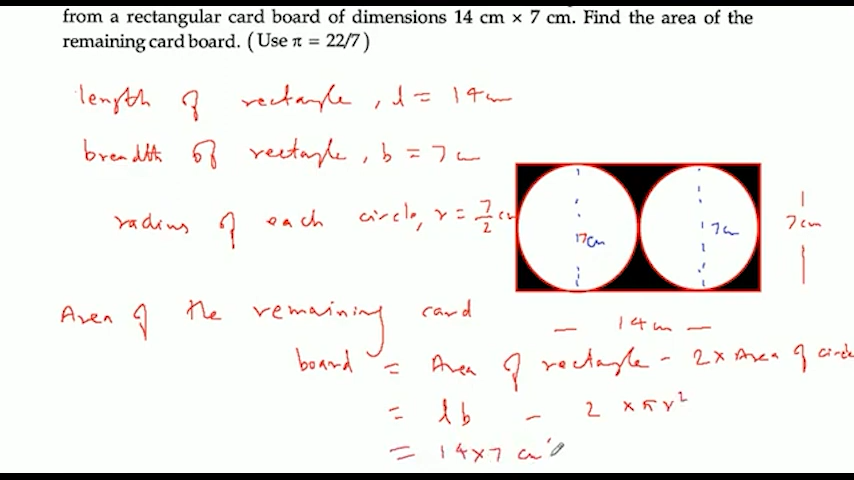 from a rectangular card board of dimensions 14 cm × 7 cm. Find the area of the
remaining card board. ( Use π = 22/7 )
length of rectangle, l = 14cm
breadth of rectangle, b = 7cm
radius of each circle, r = 7/2 cm
7cm
7cm
7cm
14cm
Area of the remaining card
board = Area of rectangle - 2 × Area of circle
= lb - 2 × πr²
= 14×7 cm²